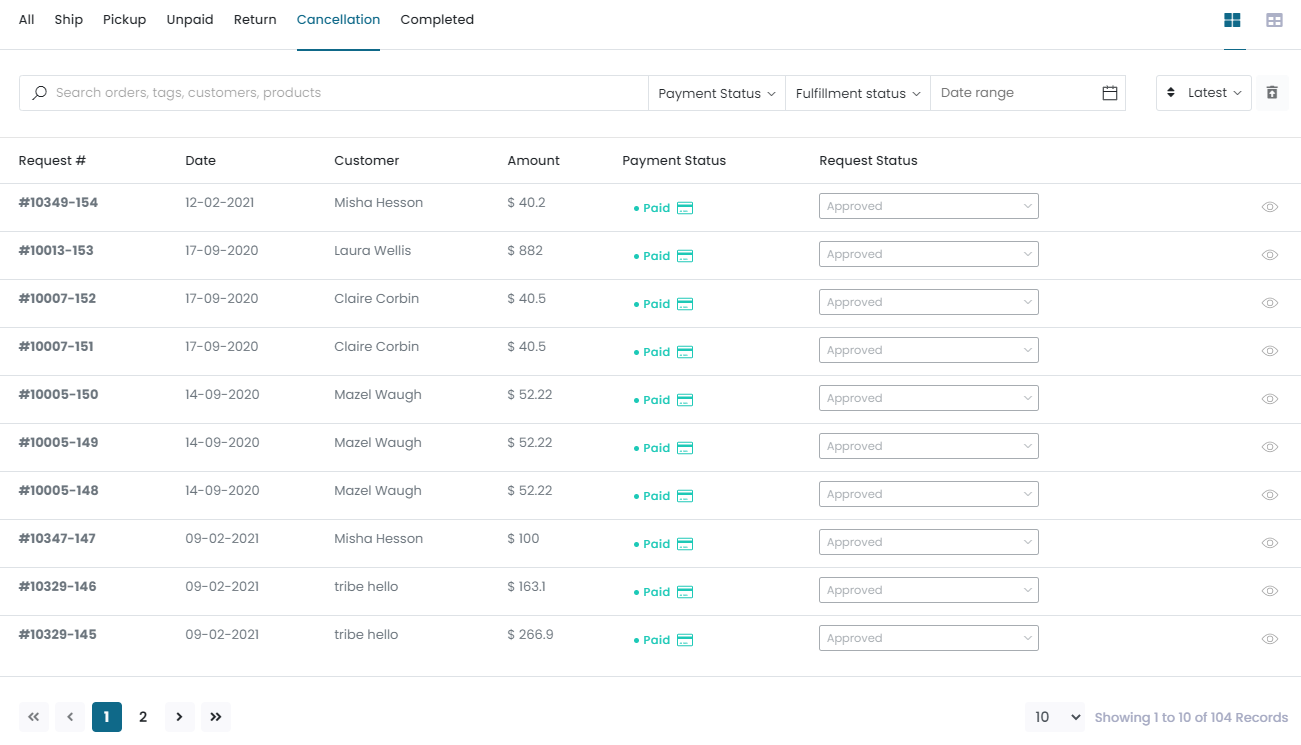 All Ship Pickup Unpaid Return Cancellation Completed
Search orders, tags, customers, products Payment Status Fulfillment status Date range Latest
Request # Date Customer Amount Payment Status Request Status
#10349-154 12-02-2021 Misha Hesson $ 40.2 Paid Approved
#10013-153 17-09-2020 Laura Wellis $ 882 Paid Approved
#10007-152 17-09-2020 Claire Corbin $ 40.5 Paid Approved
#10007-151 17-09-2020 Claire Corbin $ 40.5 Paid Approved
#10005-150 14-09-2020 Mazel Waugh $ 52.22 Paid Approved
#10005-149 14-09-2020 Mazel Waugh $ 52.22 Paid Approved
#10005-148 14-09-2020 Mazel Waugh $ 52.22 Paid Approved
#10347-147 09-02-2021 Misha Hesson $ 100 Paid Approved
#10329-146 09-02-2021 tribe hello $ 163.1 Paid Approved
#10329-145 09-02-2021 tribe hello $ 266.9 Paid Approved
1 2 10 Showing 1 to 10 of 104 Records